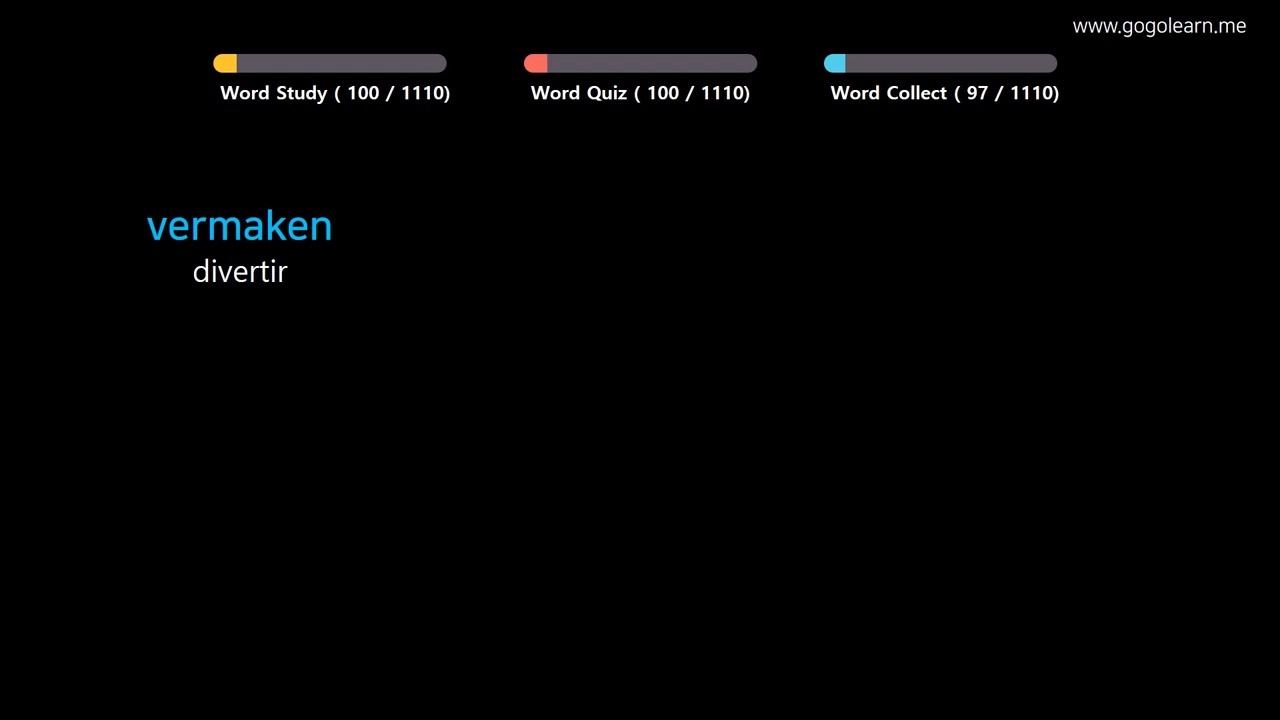 www.gogolearn.me
Word Study ( 100 / 1110)
Word Quiz ( 100 / 1110)
Word Collect ( 97 / 1110)
vermaken
divertir